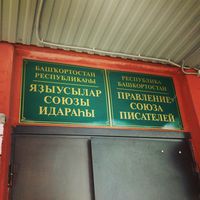 БАШҠОРТОСТАН
РЕСПУБЛИКАҺЫ
ЯҘЫУСЫЛАР
СОЮЗЫ
ИДАРАҺЫ
РЕСПУБЛИКА
БАШКОРТОСТАН
ПРАВЛЕНИЕ
СОЮЗА
ПИСАТЕЛЕЙ